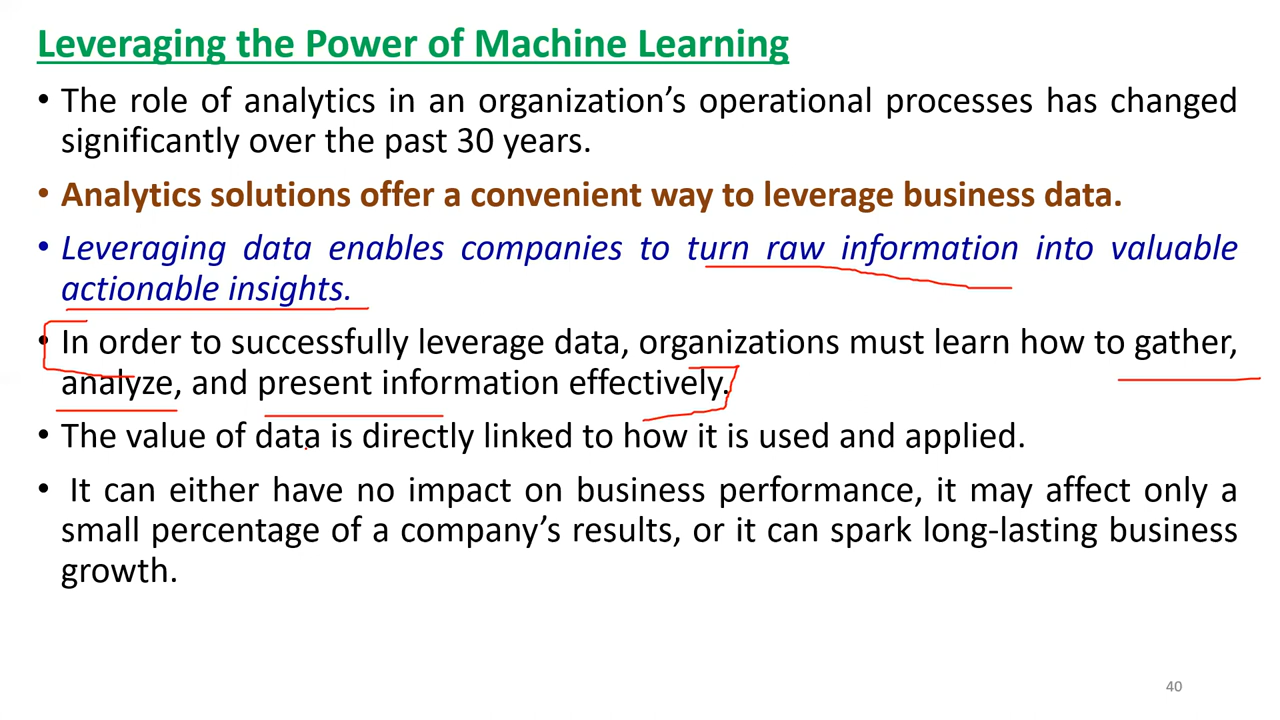 Leveraging the Power of Machine Learning
• The role of analytics in an organization’s operational processes has changed
significantly over the past 30 years.
• Analytics solutions offer a convenient way to leverage business data.
• Leveraging data enables companies to turn raw information into valuable
actionable insights.
• In order to successfully leverage data, organizations must learn how to gather,
analyze, and present information effectively.
• The value of data is directly linked to how it is used and applied.
• It can either have no impact on business performance, it may affect only a
small percentage of a company’s results, or it can spark long-lasting business
growth.
40